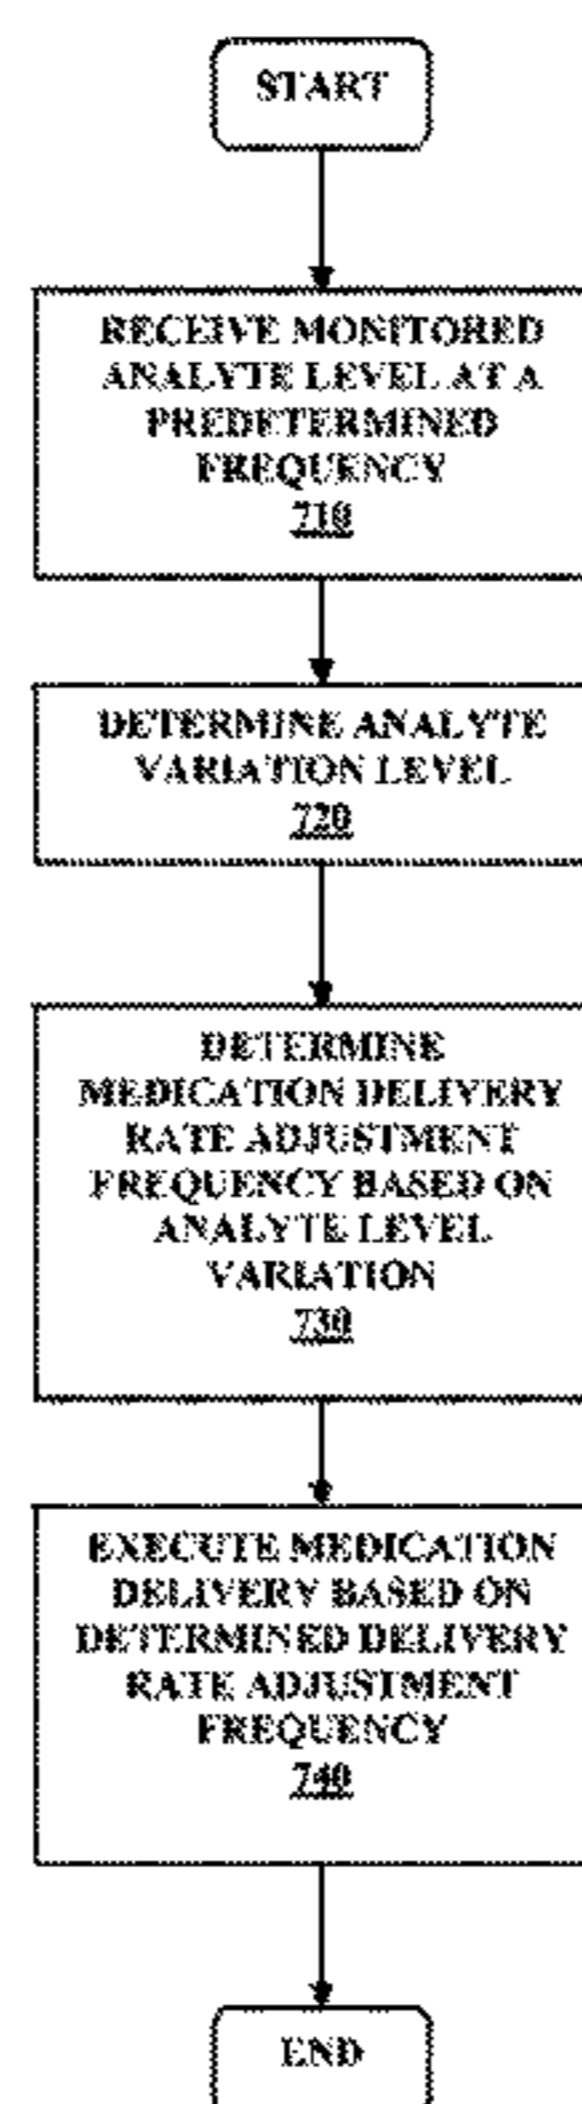 START
RECEIVE MONITORED
ANALYTE LEVEL AT A
PREDETERMINED
FREQUENCY
710
DETERMINE ANALYTE
VARIATION LEVEL
720
DETERMINE
MEDICATION DELIVERY
RATE ADJUSTMENT
FREQUENCY BASED ON
ANALYTE LEVEL
VARIATION
730
EXECUTE MEDICATION
DELIVERY BASED ON
DETERMINED DELIVERY
RATE ADJUSTMENT
FREQUENCY
740
END